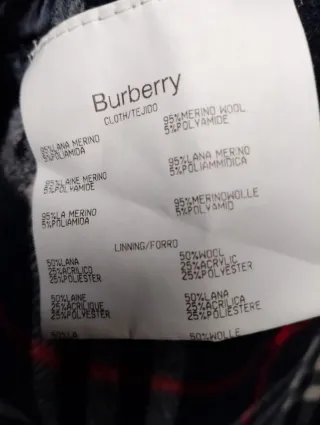 Burberry
CLOTH/TEJIDO
95%LANA MERINO
5%POLIAMIDA
95%MERINO WOOL
5%POLYAMIDE
95%LAINE MERINO
5%POLYAMIDE
95%LANA MERINO
5%POLIAMMIDICA
95%LA MERINO
5%POLIAMIDA
95%MERINOWOLLE
5%POLYAMID
LINNING/FORRO
50%LANA
25%ACRILICO
25%POLIESTER
50%WOOL
25%ACRYLIC
25%POLYESTER
50%LAINE
25%ACRILIQUE
25%POLYESTER
50%LANA
25%ACRILICA
25%POLIESTERE
50%LA
50%WOLLE